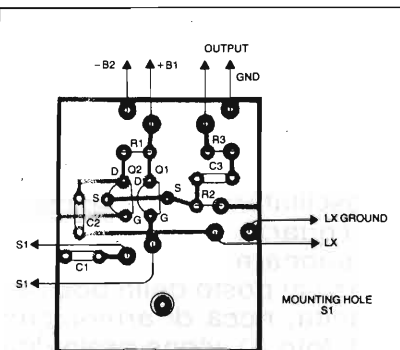 OUTPUT
-B2
+B1
GND
R1
R3
D
Q2
D
Q1
C3
S
S
R2
G
G
C2
LX GROUND
S1
LX
C1
S1
MOUNTING HOLE
S1